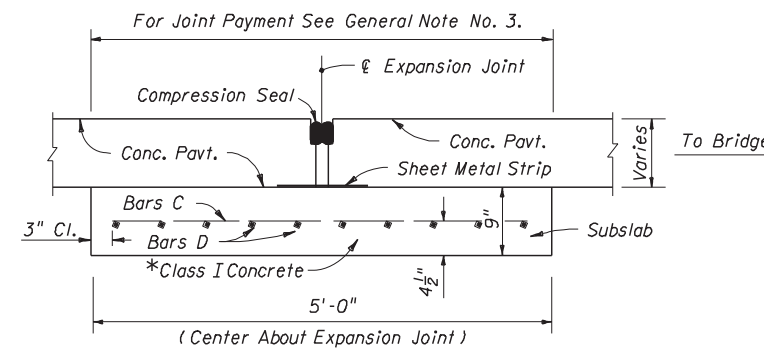 For Joint Payment See General Note No. 3.
℄ Expansion Joint
Compression Seal
Conc. Pavt.
Conc. Pavt.
Varies
To Bridge
Sheet Metal Strip
Bars C
3" Cl.
Bars D
9"
Subslab
*Class I Concrete
4½"
5'-0"
(Center About Expansion Joint)